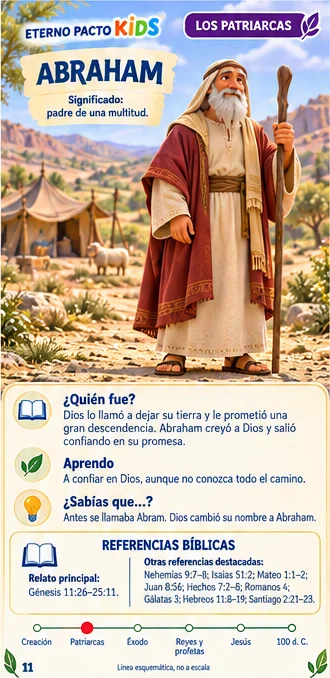 ETERNO PACTO KiDS
LOS PATRIARCAS
ABRAHAM
Significado:
padre de una multitud.
¿Quién fue?
Dios lo llamó a dejar su tierra y le prometió una
gran descendencia. Abraham creyó a Dios y salió
confiando en su promesa.
Aprendo
A confiar en Dios, aunque no conozca todo el camino.
¿Sabías que...?
Antes se llamaba Abram. Dios cambió su nombre a Abraham.
REFERENCIAS BÍBLICAS
Relato principal:
Génesis 11:26–25:11.
Otras referencias destacadas:
Nehemías 9:7–8; Isaías 51:2; Mateo 1:1–2;
Juan 8:56; Hechos 7:2–8; Romanos 4;
Gálatas 3; Hebreos 11:8–19; Santiago 2:21–23.
Creación
Patriarcas
Éxodo
Reyes y
profetas
Jesús
100 d. C.
11
Línea esquemática, no a escala